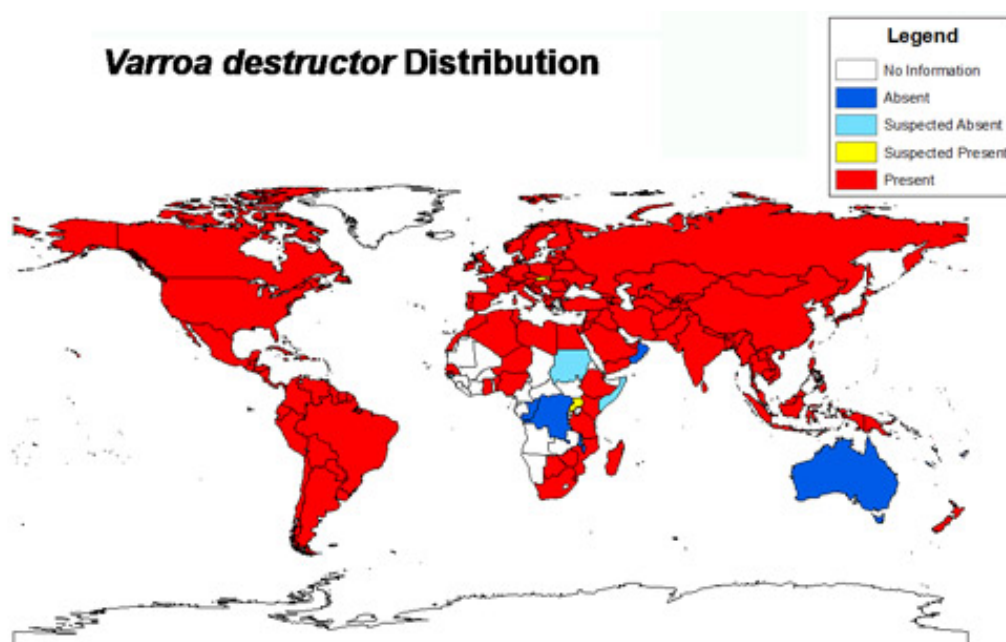 Varroa destructor Distribution
Legend
No Information
Absent
Suspected Absent
Suspected Present
Present